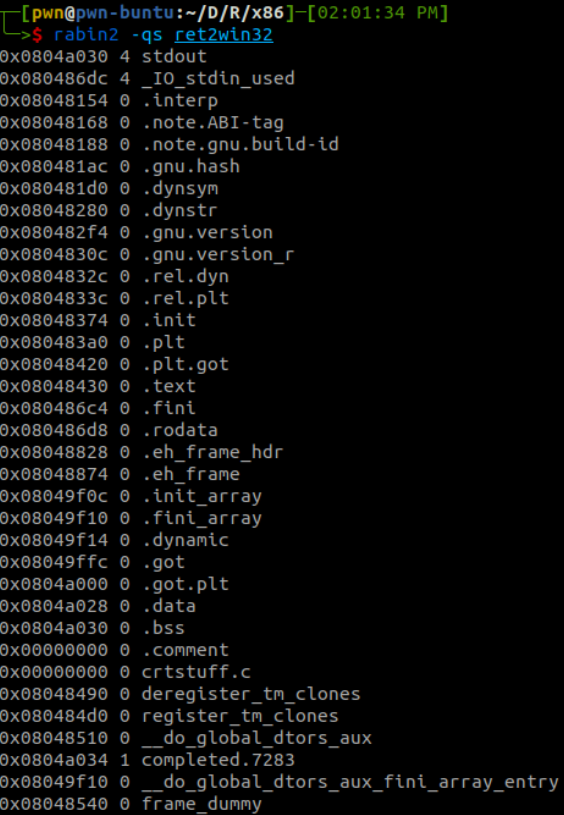 [pwn@pwn-buntu:~/D/R/x86]-[02:01:34 PM]
>$ rabin2 -qs ret2win32
0x0804a030 4 stdout
0x080486dc 4 _IO_stdin_used
0x08048154 0 .interp
0x08048168 0 .note.ABI-tag
0x08048188 0 .note.gnu.build-id
0x080481ac 0 .gnu.hash
0x080481d0 0 .dynsym
0x08048280 0 .dynstr
0x080482f4 0 .gnu.version
0x0804830c 0 .gnu.version_r
0x0804832c 0 .rel.dyn
0x0804833c 0 .rel.plt
0x08048374 0 .init
0x080483a0 0 .plt
0x08048420 0 .plt.got
0x08048430 0 .text
0x080486c4 0 .fini
0x080486d8 0 .rodata
0x08048828 0 .eh_frame_hdr
0x08048874 0 .eh_frame
0x08049f0c 0 .init_array
0x08049f10 0 .fini_array
0x08049f14 0 .dynamic
0x08049ffc 0 .got
0x0804a000 0 .got.plt
0x0804a028 0 .data
0x0804a030 0 .bss
0x00000000 0 .comment
0x00000000 0 crtstuff.c
0x08048490 0 deregister_tm_clones
0x080484d0 0 register_tm_clones
0x08048510 0 __do_global_dtors_aux
0x0804a034 1 completed.7283
0x08049f10 0 __do_global_dtors_aux_fini_array_entry
0x08048540 0 frame_dummy